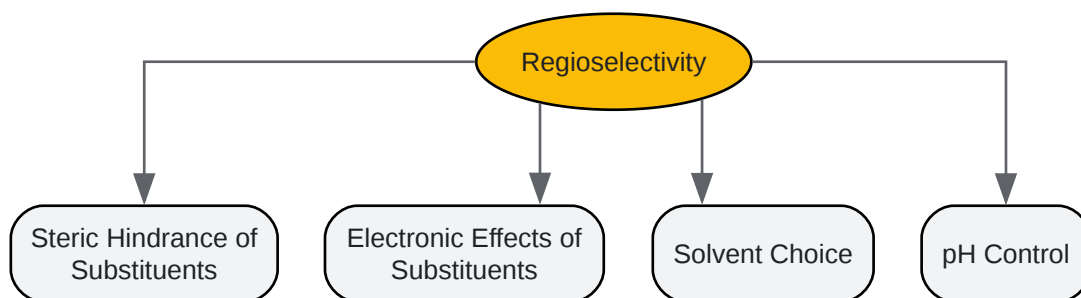 Regioselectivity
Steric Hindrance of
Substituents
Electronic Effects of
Substituents
Solvent Choice
pH Control